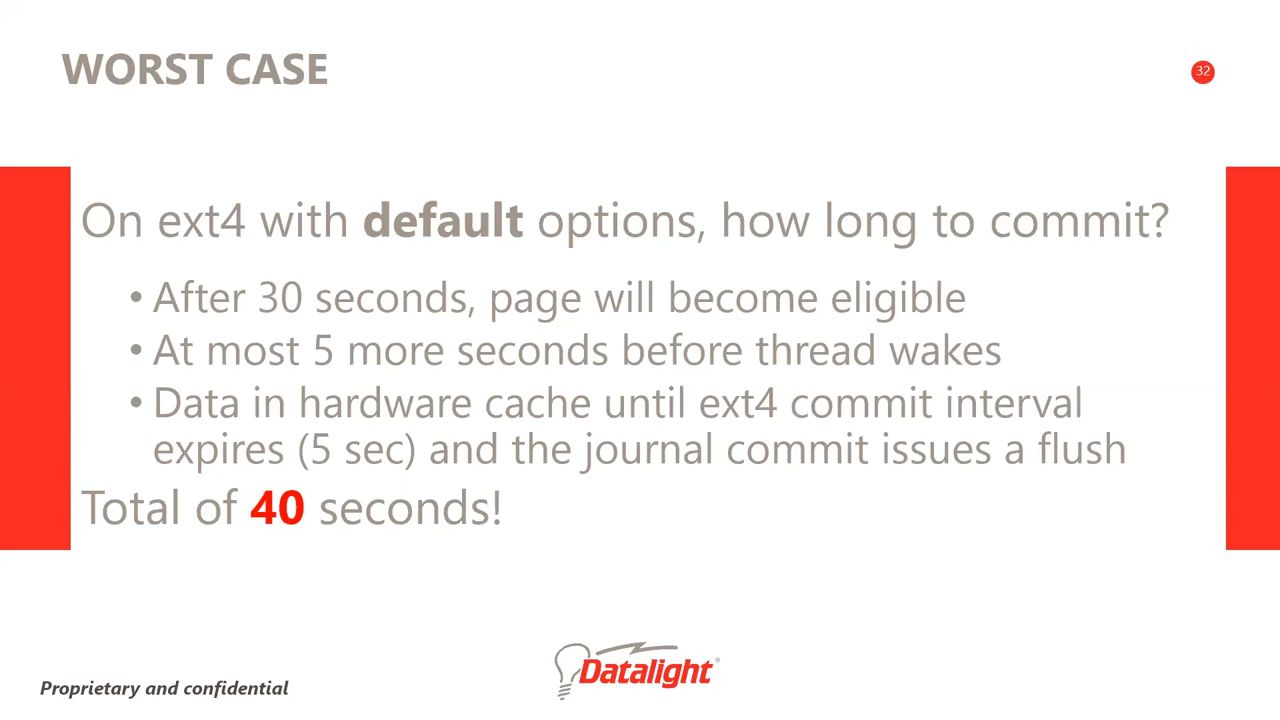 WORST CASE
32
On ext4 with default options, how long to commit?
• After 30 seconds, page will become eligible
• At most 5 more seconds before thread wakes
• Data in hardware cache until ext4 commit interval
expires (5 sec) and the journal commit issues a flush
Total of 40 seconds!
Datalight®
Proprietary and confidential